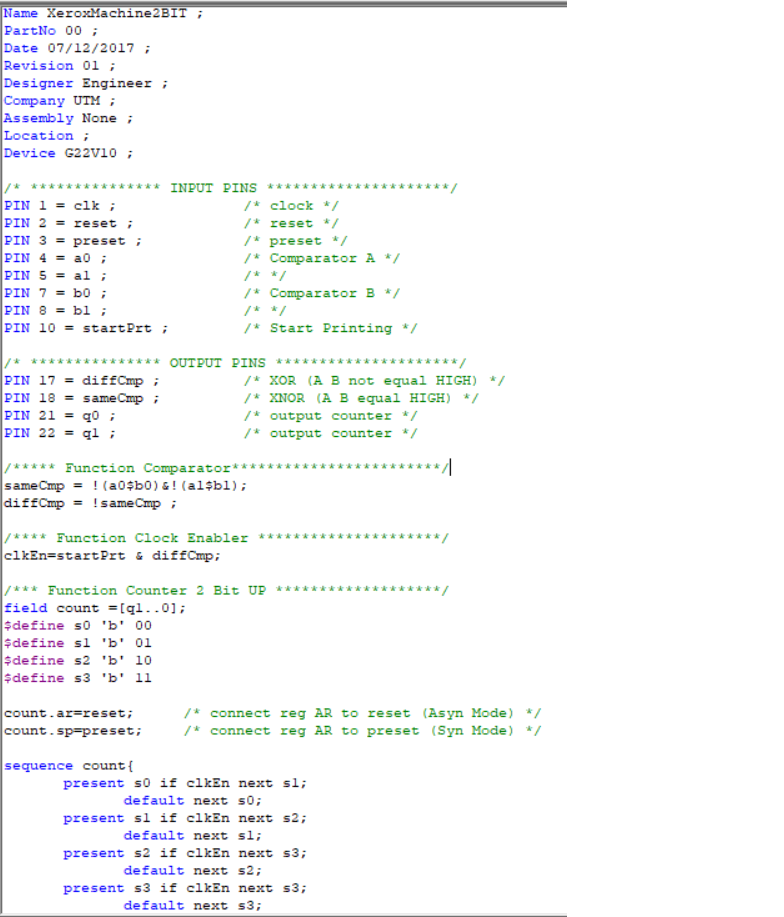 Name XeroxMachine2BIT ;
PartNo 00 ;
Date 07/12/2017 ;
Revision 01 ;
Designer Engineer ;
Company UTM ;
Assembly None ;
Location ;
Device G22V10 ;
/* *************** INPUT PINS *********************/
PIN 1 = clk ; /* clock */
PIN 2 = reset ; /* reset */
PIN 3 = preset ; /* preset */
PIN 4 = a0 ; /* Comparator A */
PIN 5 = a1 ; /* */
PIN 7 = b0 ; /* Comparator B */
PIN 8 = b1 ; /* */
PIN 10 = startPrt ; /* Start Printing */
/* *************** OUTPUT PINS *********************/
PIN 17 = diffCmp ; /* XOR (A B not equal HIGH) */
PIN 18 = sameCmp ; /* XNOR (A B equal HIGH) */
PIN 21 = q0 ; /* output counter */
PIN 22 = q1 ; /* output counter */
/***** Function Comparator************************/
sameCmp = !(a0$b0)&!(a1$b1);
diffCmp = !sameCmp ;
/**** Function Clock Enabler *********************/
clkEn=startPrt & diffCmp;
/*** Function Counter 2 Bit UP *******************/
field count =[q1..0];
$define s0 'b' 00
$define s1 'b' 01
$define s2 'b' 10
$define s3 'b' 11
count.ar=reset; /* connect reg AR to reset (Asyn Mode) */
count.sp=preset; /* connect reg AR to preset (Syn Mode) */
sequence count{
present s0 if clkEn next s1;
default next s0;
present s1 if clkEn next s2;
default next s1;
present s2 if clkEn next s3;
default next s2;
present s3 if clkEn next s3;
default next s3;